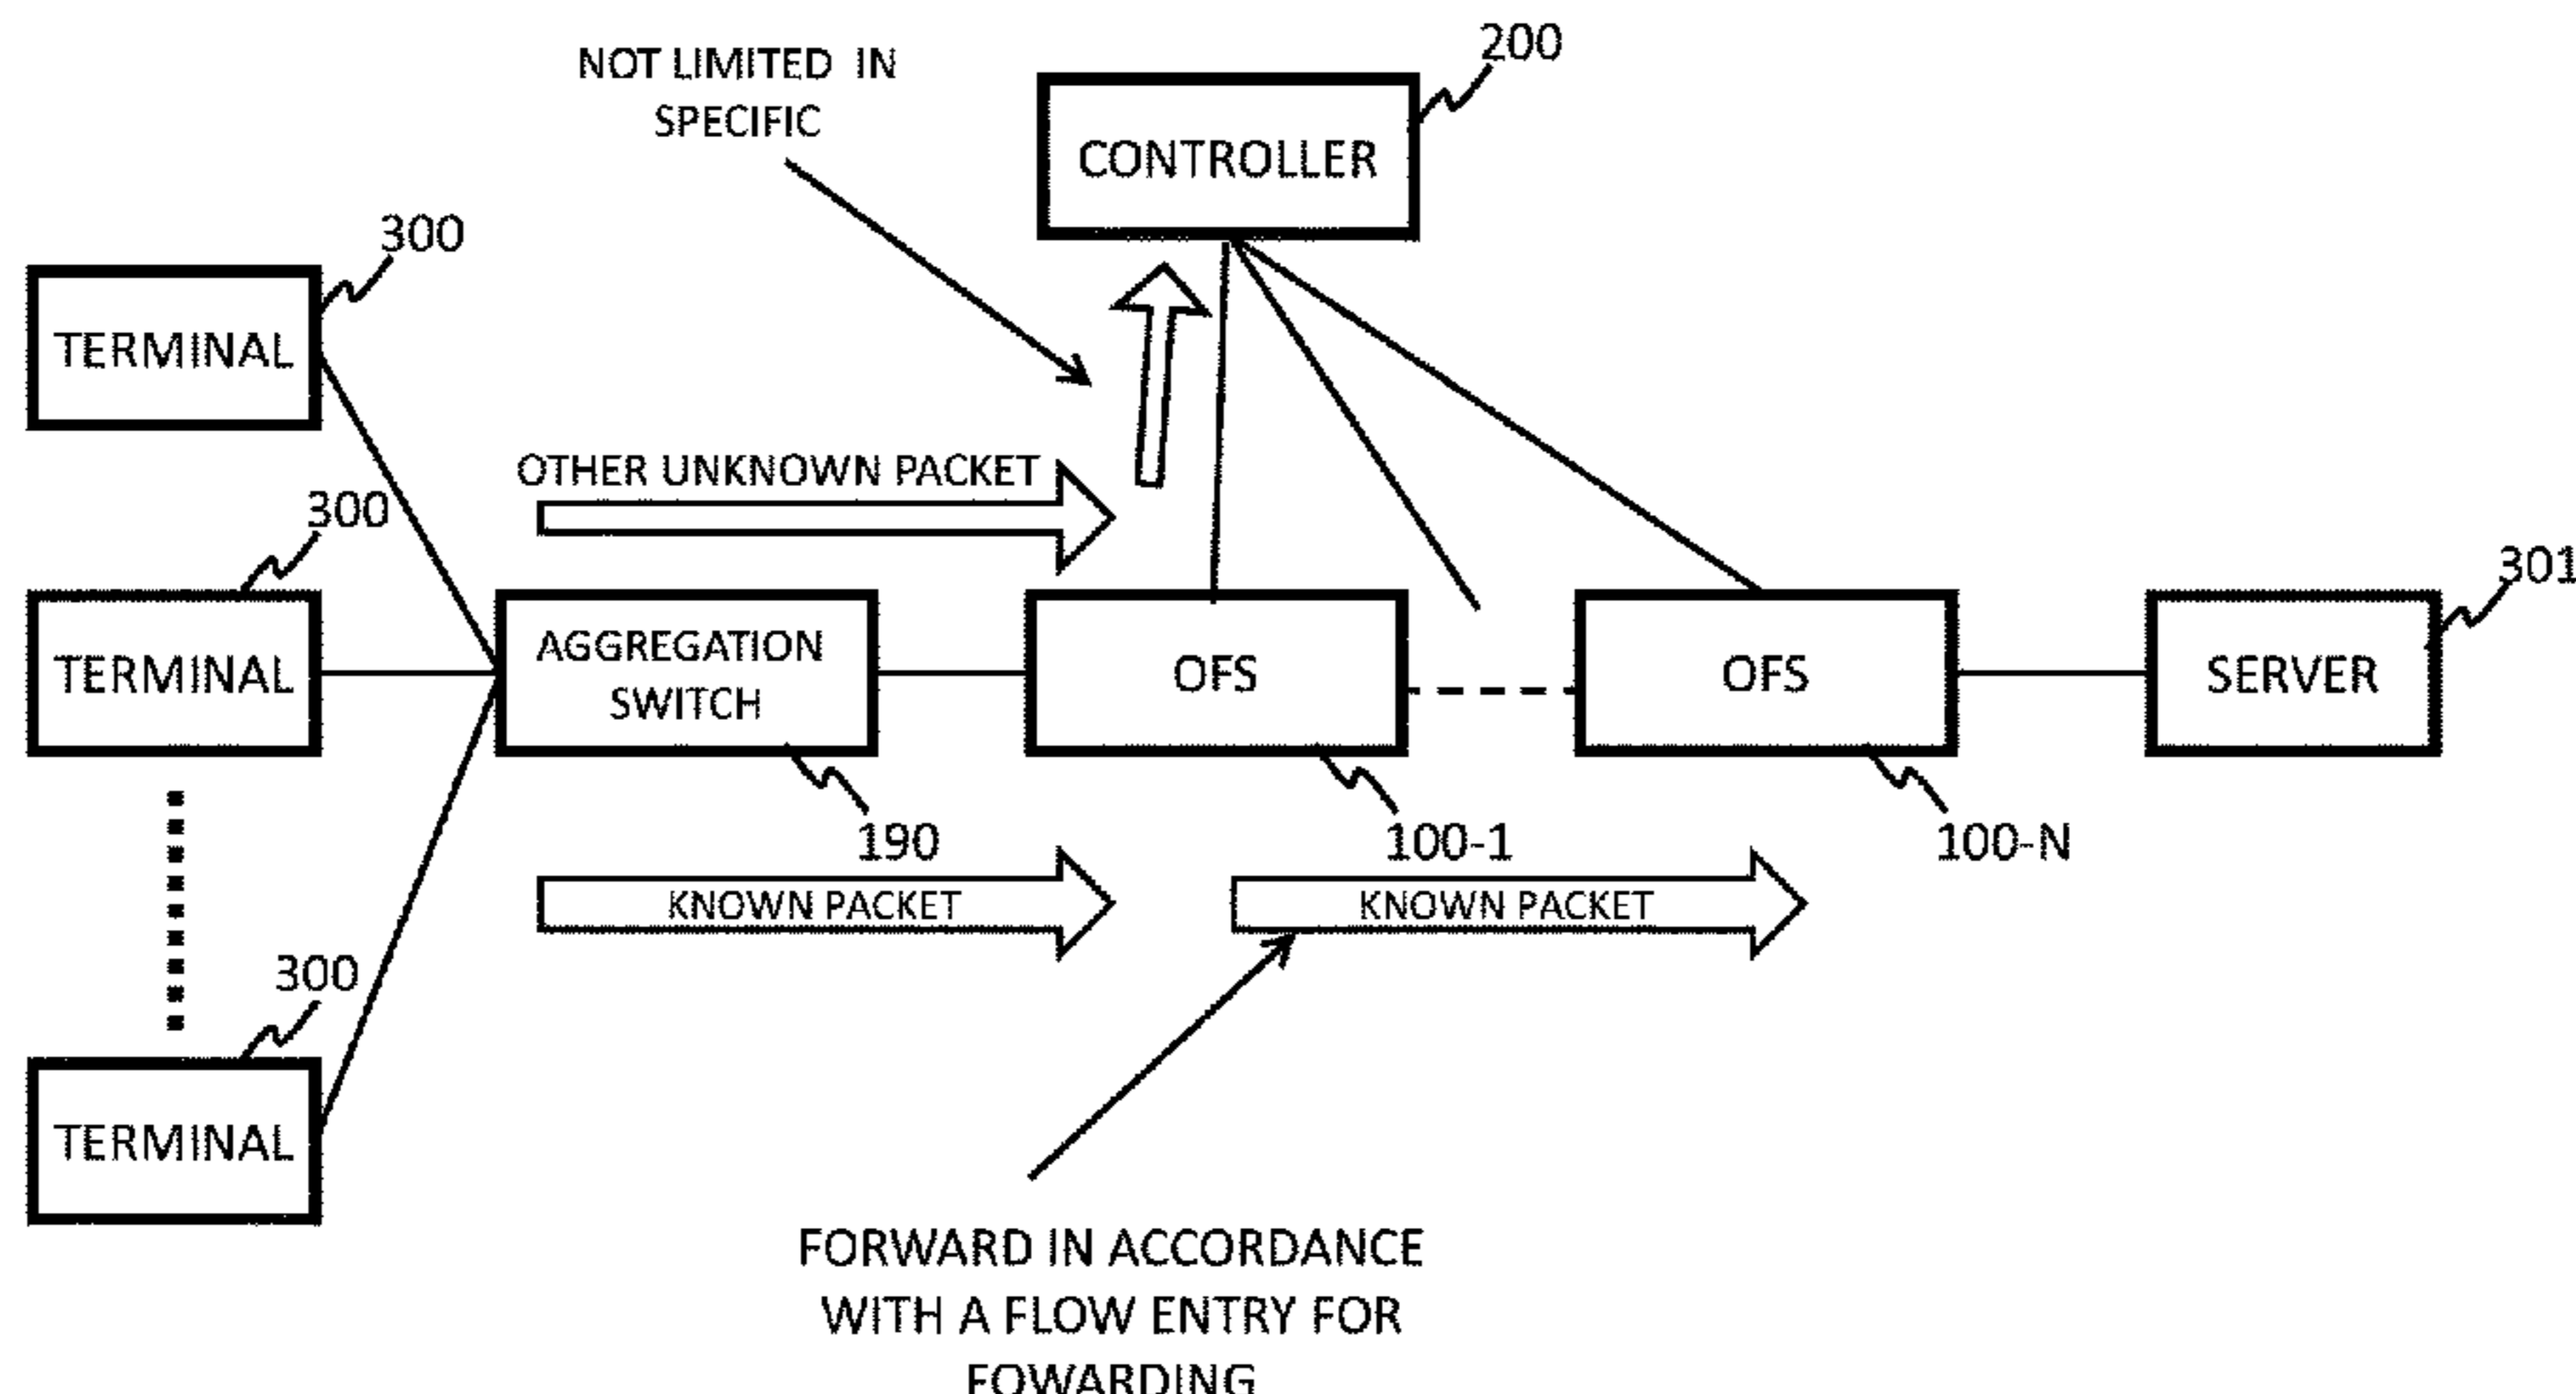 NOT LIMITED IN
SPECIFIC
200
CONTROLLER
300
TERMINAL
OTHER UNKNOWN PACKET
300
TERMINAL
AGGREGATION
SWITCH
OFS
OFS
301
SERVER
190
100-1
100-N
KNOWN PACKET
KNOWN PACKET
300
TERMINAL
FORWARD IN ACCORDANCE
WITH A FLOW ENTRY FOR
FOWARDING